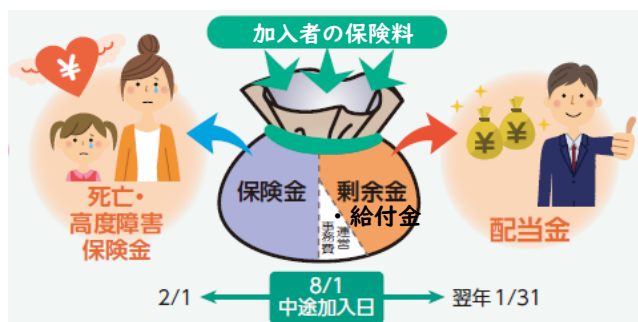 加入者の保険料
¥
保険金
剰余金
・給付金
運営
事務費
¥
¥
死亡・
高度障害
保険金
配当金
2/1
8/1
中途加入日
翌年1/31